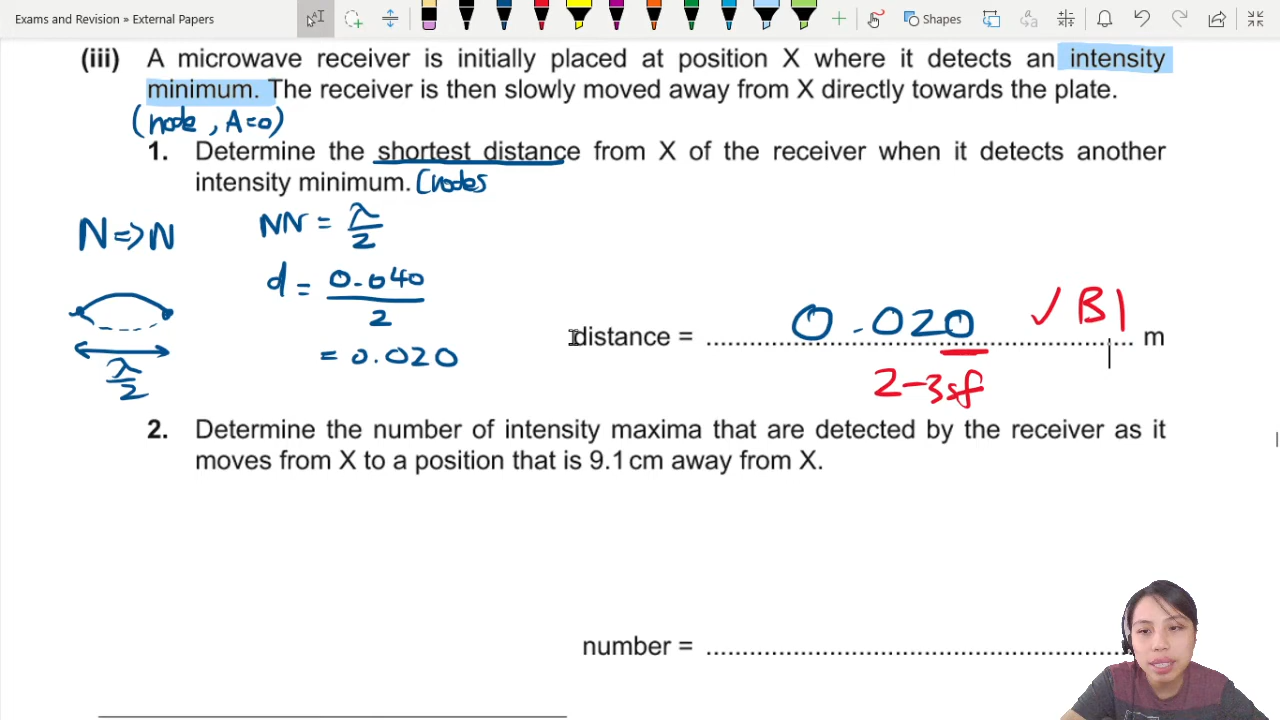 Exams and Revision » External Papers
Shapes
(iii) A microwave receiver is initially placed at position X where it detects an intensity
minimum. The receiver is then slowly moved away from X directly towards the plate.
(node, A=0)
1. Determine the shortest distance from X of the receiver when it detects another
intensity minimum. (nodes
N=>N
NN = λ/2
d = 0.040/2
= 0.020
λ/2
distance = 0.020 m
✓ B1
2-3sf
2. Determine the number of intensity maxima that are detected by the receiver as it
moves from X to a position that is 9.1 cm away from X.
number =